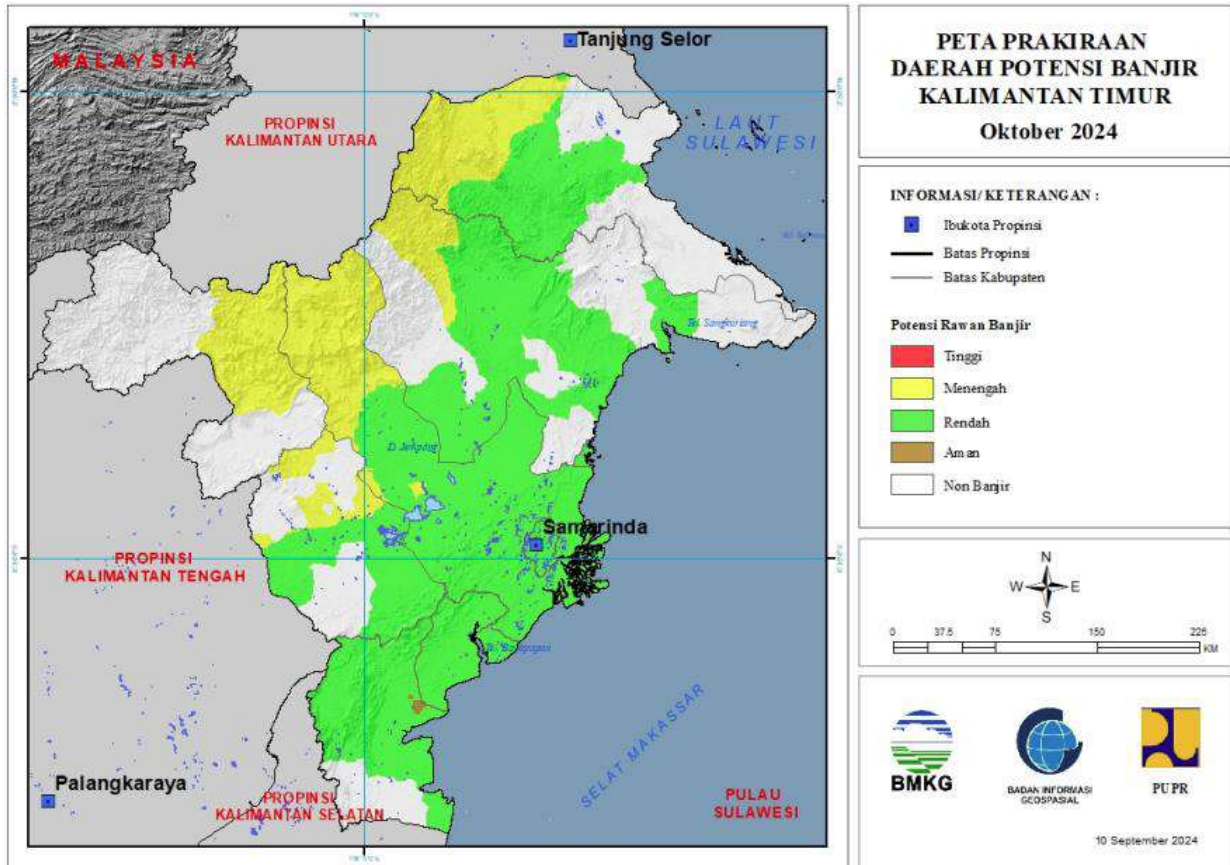 Tanjung Selor
MALAYSIA
PROPINSI
KALIMANTAN UTARA
LAUT
SULAWESI
Tel. Sangkuriang
D. Jempang
Samarinda
PROPINSI
KALIMANTAN TENGAH
SELAT MAKASSAR
Palangkaraya
PROPINSI
KALIMANTAN SELATAN
PULAU
SULAWESI
PETA PRAKIRAAN
DAERAH POTENSI BANJIR
KALIMANTAN TIMUR
Oktober 2024
INFORMASI/ KETERANGAN :
Ibukota Propinsi
Batas Propinsi
Batas Kabupaten
Potensi Rawan Banjir
Tinggi
Menengah
Rendah
Aman
Non Banjir
N
W E
S
0 37.5 75 150 225
KM
BMKG
BADAN INFORMASI
GEOSPASIAL
PUPR
10 September 2024